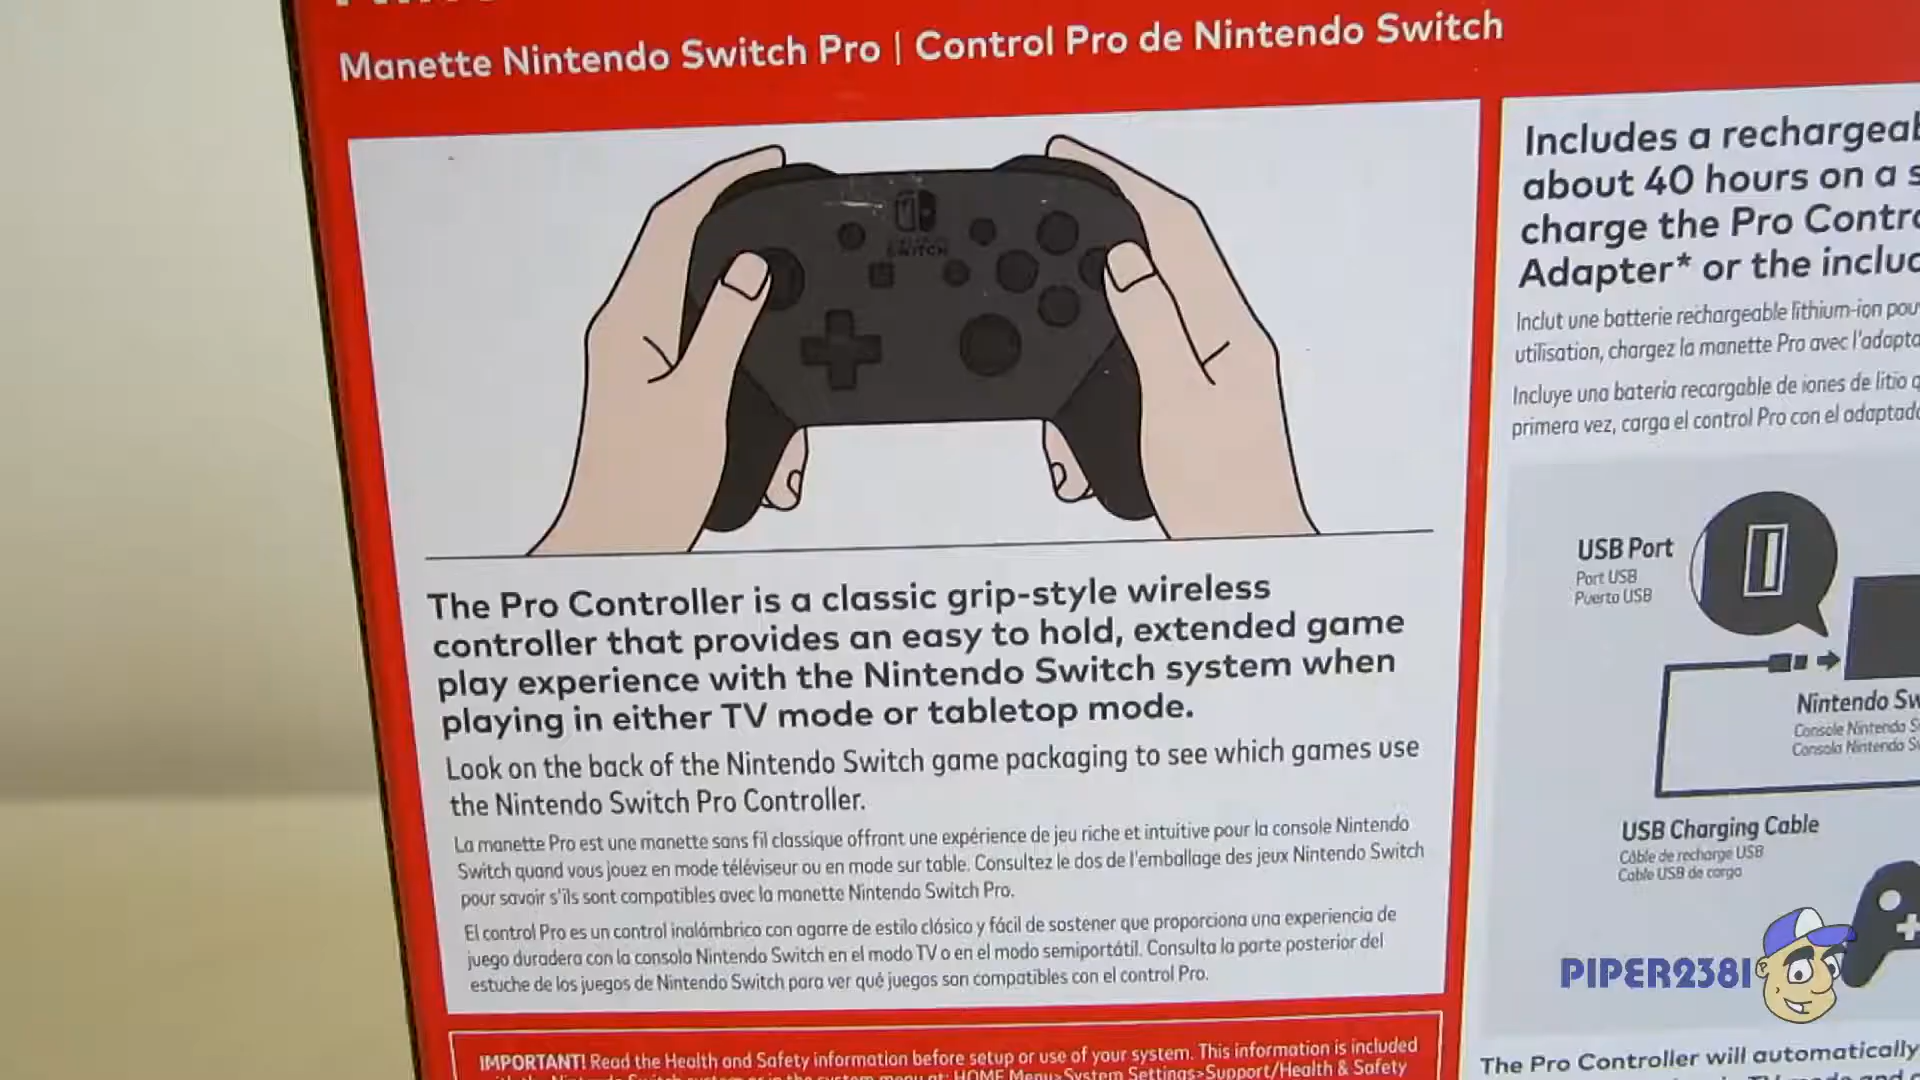 Manette Nintendo Switch Pro | Control Pro de Nintendo Switch
SWITCH
The Pro Controller is a classic grip-style wireless
controller that provides an easy to hold, extended game
play experience with the Nintendo Switch system when
playing in either TV mode or tabletop mode.
Look on the back of the Nintendo Switch game packaging to see which games use
the Nintendo Switch Pro Controller.
La manette Pro est une manette sans fil classique offrant une expérience de jeu riche et intuitive pour la console Nintendo
Switch quand vous jouez en mode téléviseur ou en mode sur table. Consultez le dos de l'emballage des jeux Nintendo Switch
pour savoir s'ils sont compatibles avec la manette Nintendo Switch Pro.
El control Pro es un control inalámbrico con agarre de estilo clásico y fácil de sostener que proporciona una experiencia de
juego duradera con la consola Nintendo Switch en el modo TV o en el modo semiportátil. Consulta la parte posterior del
estuche de los juegos de Nintendo Switch para ver qué juegos son compatibles con el control Pro.
IMPORTANT! Read the Health and Safety information before setup or use of your system. This information is included
HOME Menu>System Settings>Support/Health & Safety
Includes a
about 40 hours on a
charge the Pro
Adapter* or the
Inclut une batterie rechargeable lithium-ion
utilisation, chargez la manette Pro avec
Incluye una batería recargable de iones de litio
primera vez, carga el control Pro con el
USB Port
Port USB
Puerto USB
Nintendo
Console Nintendo
Consola Nintendo
USB Charging Cable
Câble de recharge USB
Cable USB de carga
PIPER2381
The Pro Controller will automatically